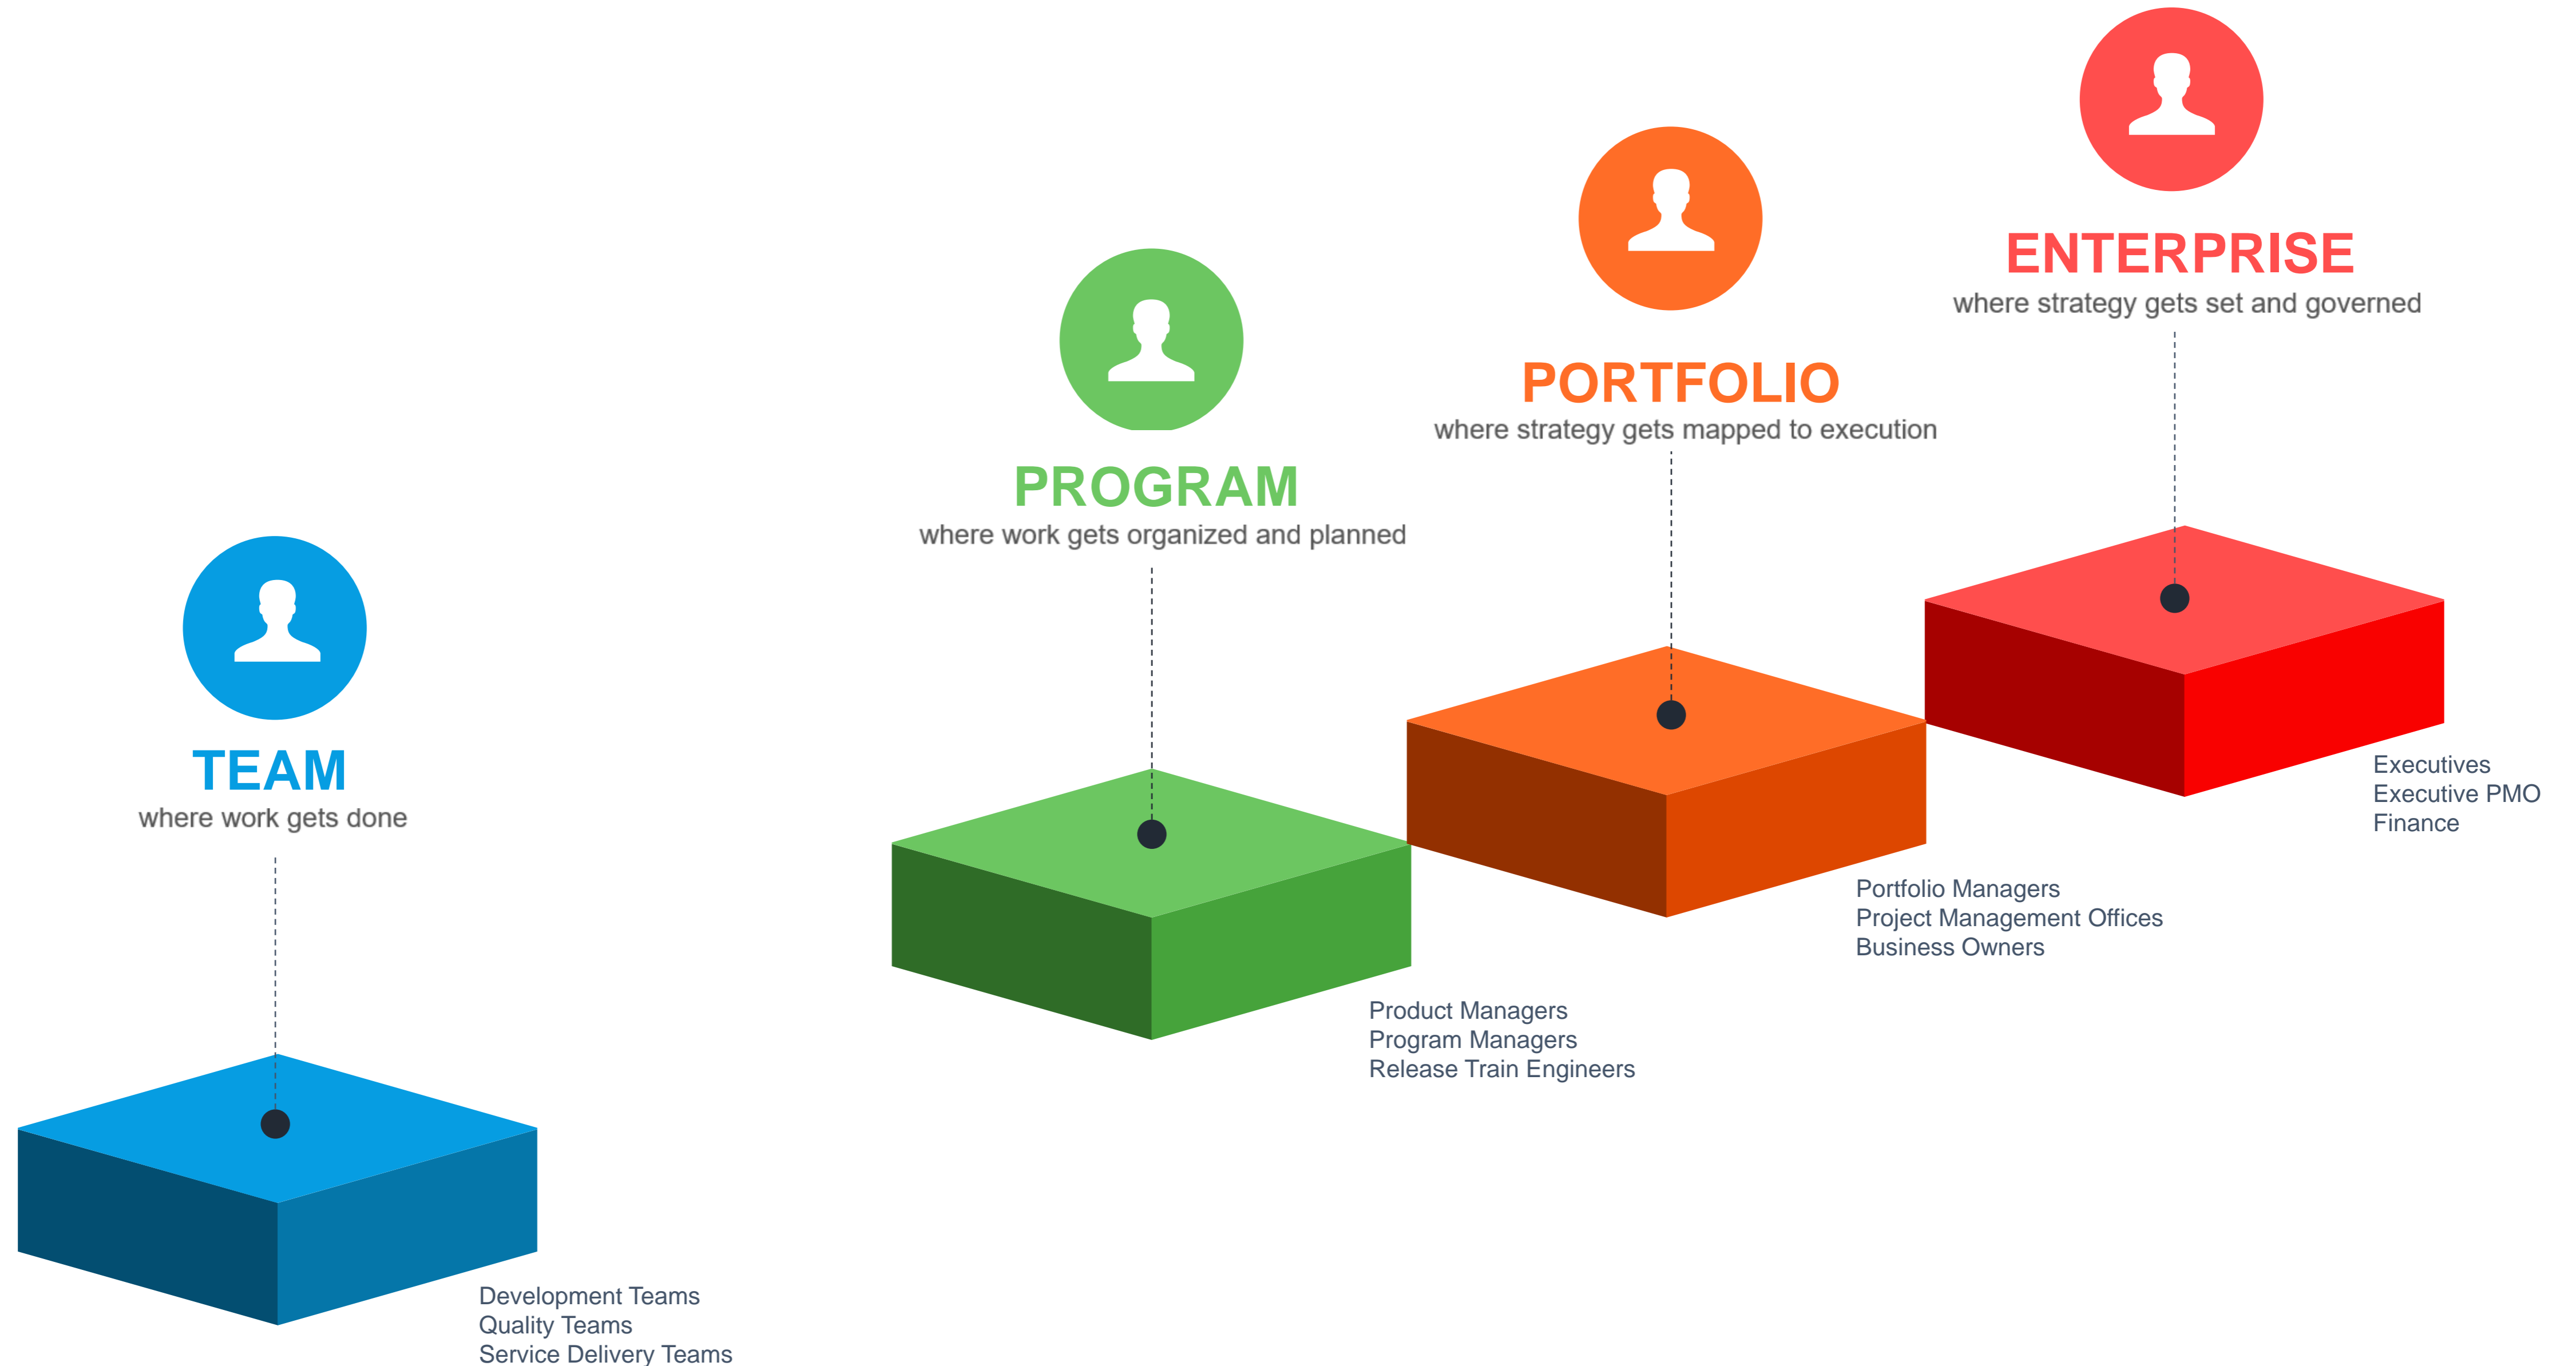 TEAM
where work gets done
Development Teams
Quality Teams
Service Delivery Teams
PROGRAM
where work gets organized and planned
Product Managers
Program Managers
Release Train Engineers
PORTFOLIO
where strategy gets mapped to execution
Portfolio Managers
Project Management Offices
Business Owners
ENTERPRISE
where strategy gets set and governed
Executives
Executive PMO
Finance